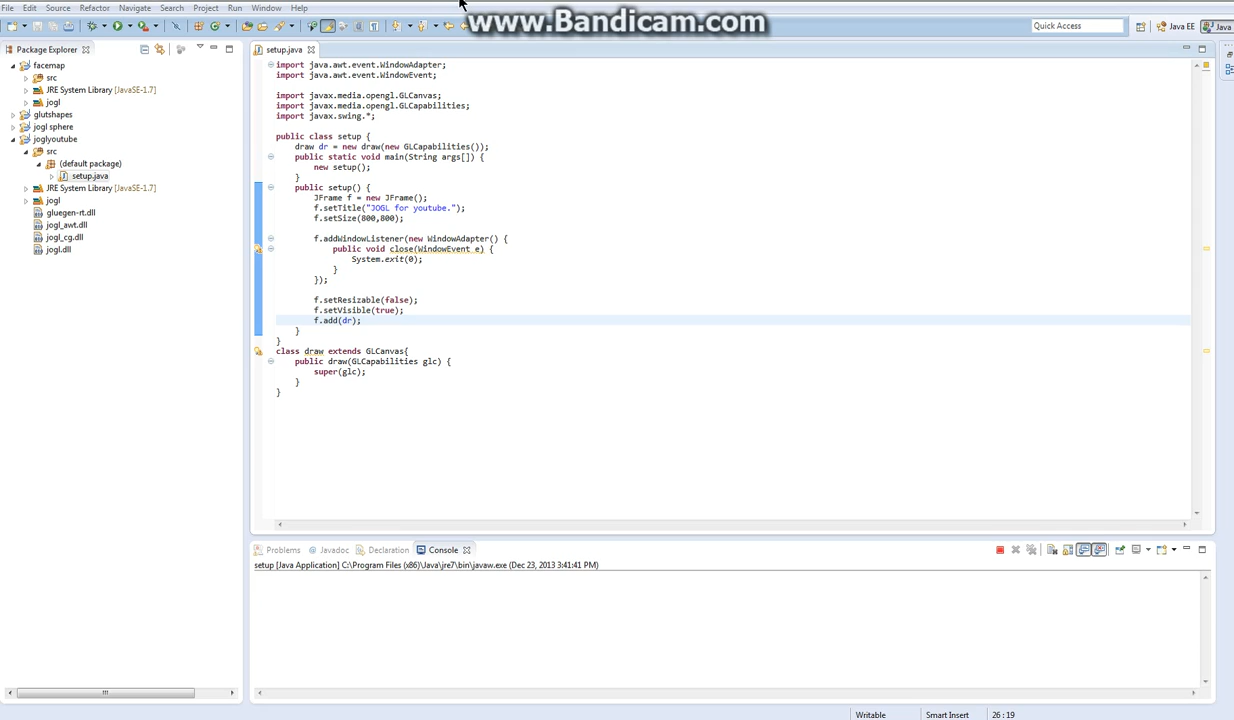 www.Bandicam.com
File Edit Source Refactor Navigate Search Project Run Window Help
Quick Access
Java EE
Java
Package Explorer
facemap
src
JRE System Library [JavaSE-1.7]
jogl
glutshapes
jogl sphere
joglyoutube
src
(default package)
setup.java
JRE System Library [JavaSE-1.7]
jogl
gluegen-rt.dll
jogl_awt.dll
jogl_cg.dll
jogl.dll
setup.java
import java.awt.event.WindowAdapter;
import java.awt.event.WindowEvent;
import javax.media.opengl.GLCanvas;
import javax.media.opengl.GLCapabilities;
import javax.swing.*;
public class setup {
draw dr = new draw(new GLCapabilities());
public static void main(String args[]) {
new setup();
}
public setup() {
JFrame f = new JFrame();
f.setTitle("JOGL for youtube.");
f.setSize(800,800);
f.addWindowListener(new WindowAdapter() {
public void close(WindowEvent e) {
System.exit(0);
}
});
f.setResizable(false);
f.setVisible(true);
f.add(dr);
}
}
class draw extends GLCanvas{
public draw(GLCapabilities glc) {
super(glc);
}
}
Problems Javadoc Declaration Console
setup [Java Application] C:\Program Files (x86)\Java\jre7\bin\javaw.exe (Dec 23, 2013 3:41:41 PM)
Writable Smart Insert 26 : 19